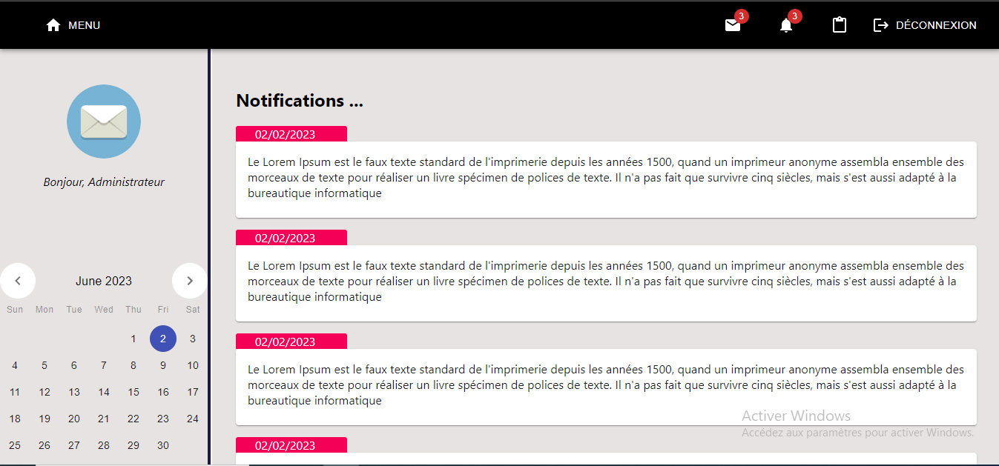 MENU
3
3
DÉCONNEXION
Bonjour, Administrateur
June 2023
Sun Mon Tue Wed Thu Fri Sat
1 2 3
4 5 6 7 8 9 10
11 12 13 14 15 16 17
18 19 20 21 22 23 24
25 26 27 28 29 30
Notifications ...
02/02/2023
Le Lorem Ipsum est le faux texte standard de l'imprimerie depuis les années 1500, quand un imprimeur anonyme assembla ensemble des
morceaux de texte pour réaliser un livre spécimen de polices de texte. Il n'a pas fait que survivre cinq siècles, mais s'est aussi adapté à la
bureautique informatique
02/02/2023
Le Lorem Ipsum est le faux texte standard de l'imprimerie depuis les années 1500, quand un imprimeur anonyme assembla ensemble des
morceaux de texte pour réaliser un livre spécimen de polices de texte. Il n'a pas fait que survivre cinq siècles, mais s'est aussi adapté à la
bureautique informatique
02/02/2023
Le Lorem Ipsum est le faux texte standard de l'imprimerie depuis les années 1500, quand un imprimeur anonyme assembla ensemble des
morceaux de texte pour réaliser un livre spécimen de polices de texte. Il n'a pas fait que survivre cinq siècles, mais s'est aussi adapté à la
bureautique informatique
Activer Windows
Accédez aux paramètres pour activer Windows.
02/02/2023